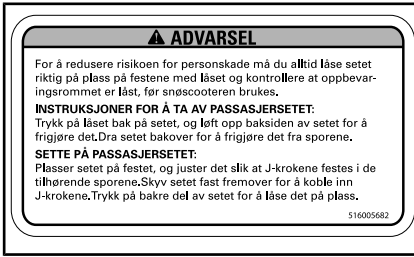 ⚠ ADVARSEL
For å redusere risikoen for personskade må du alltid låse setet
riktig på plass på festene med låset og kontrollere at oppbevar-
ingsrommet er låst, før snøscooteren brukes.
INSTRUKSJONER FOR Å TA AV PASSASJERSETET:
Trykk på låset bak på setet, og løft opp baksiden av setet for å
frigjøre det.Dra setet bakover for å frigjøre det fra sporene.
SETTE PÅ PASSASJERSETET:
Plasser setet på festet, og juster det slik at J-krokene festes i de
tilhørende sporene.Skyv setet fast fremover for å koble inn
J-krokene.Trykk på bakre del av setet for å låse det på plass.
516005682